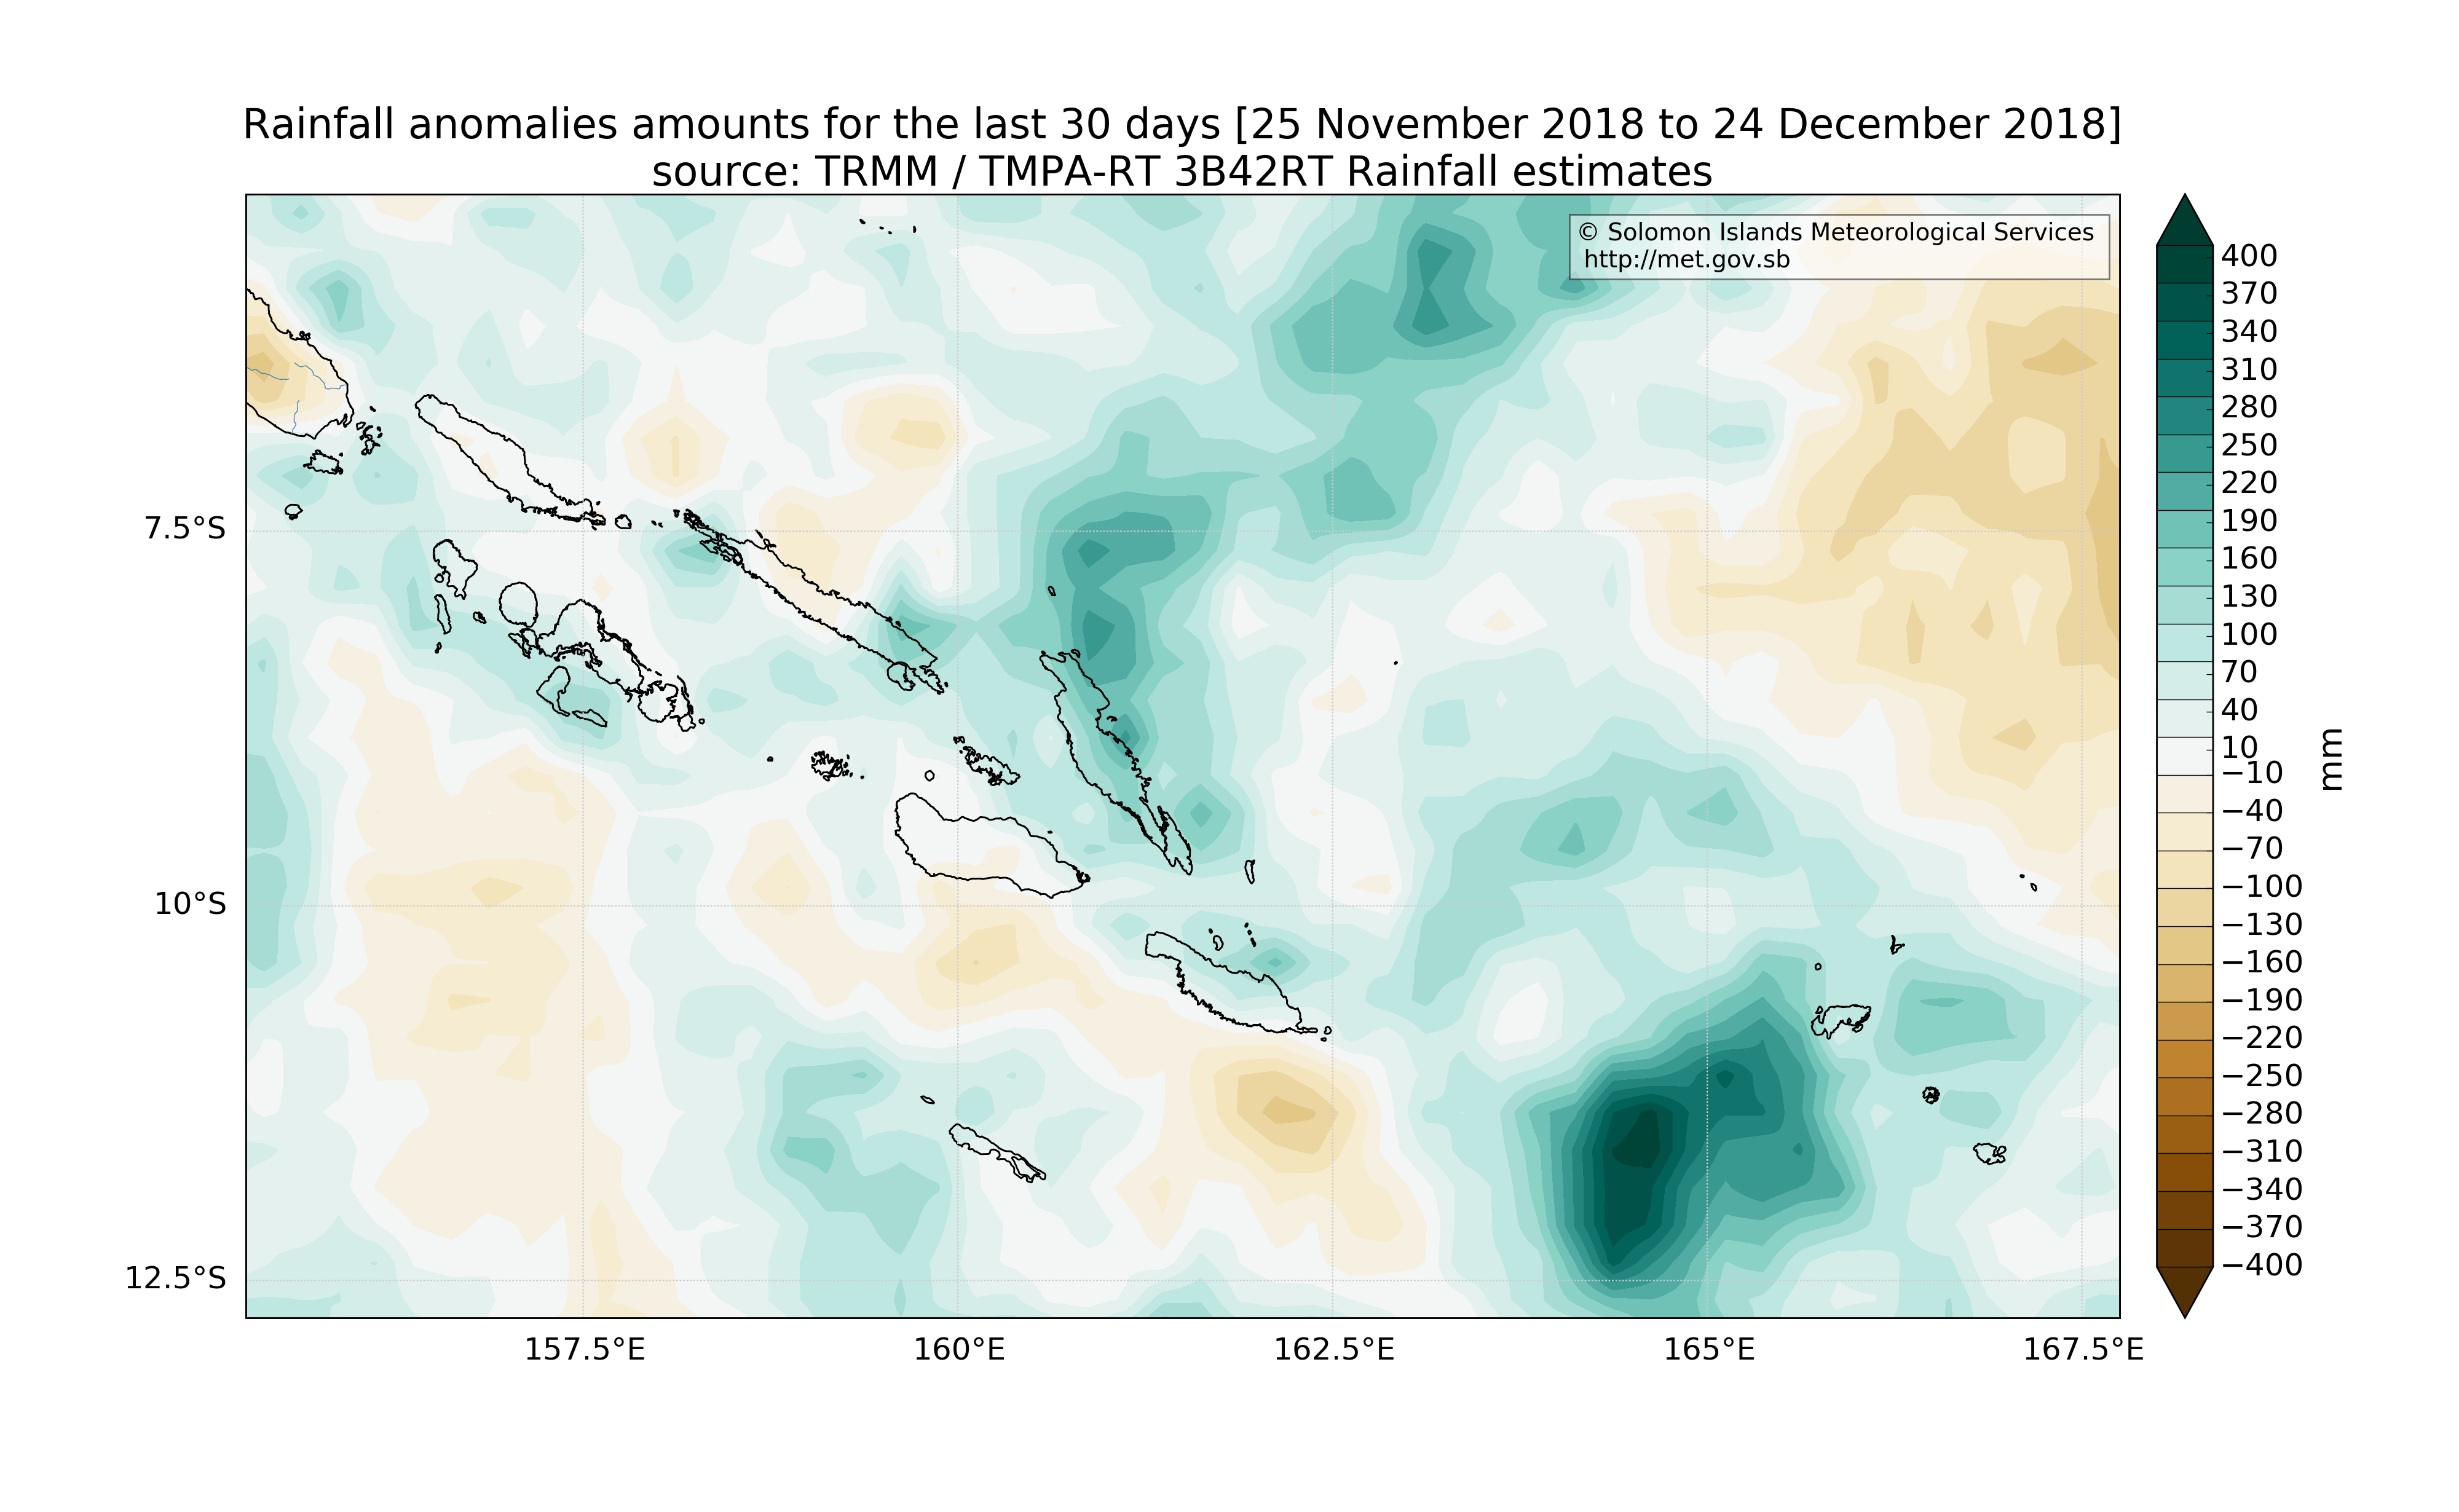 Rainfall anomalies amounts for the last 30 days [25 November 2018 to 24 December 2018]
source: TRMM / TMPA-RT 3B42RT Rainfall estimates
© Solomon Islands Meteorological Services
http://met.gov.sb
7.5°S
10°S
12.5°S
157.5°E
160°E
162.5°E
165°E
167.5°E
400
370
340
310
280
250
220
190
160
130
100
70
40
10
−10
−40
−70
−100
−130
−160
−190
−220
−250
−280
−310
−340
−370
−400
mm